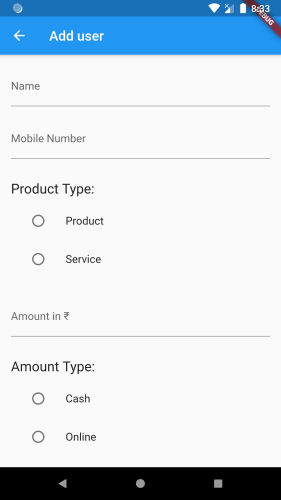 8:33
DEBUG
Add user
Name
Mobile Number
Product Type:
Product
Service
Amount in ₹
Amount Type:
Cash
Online